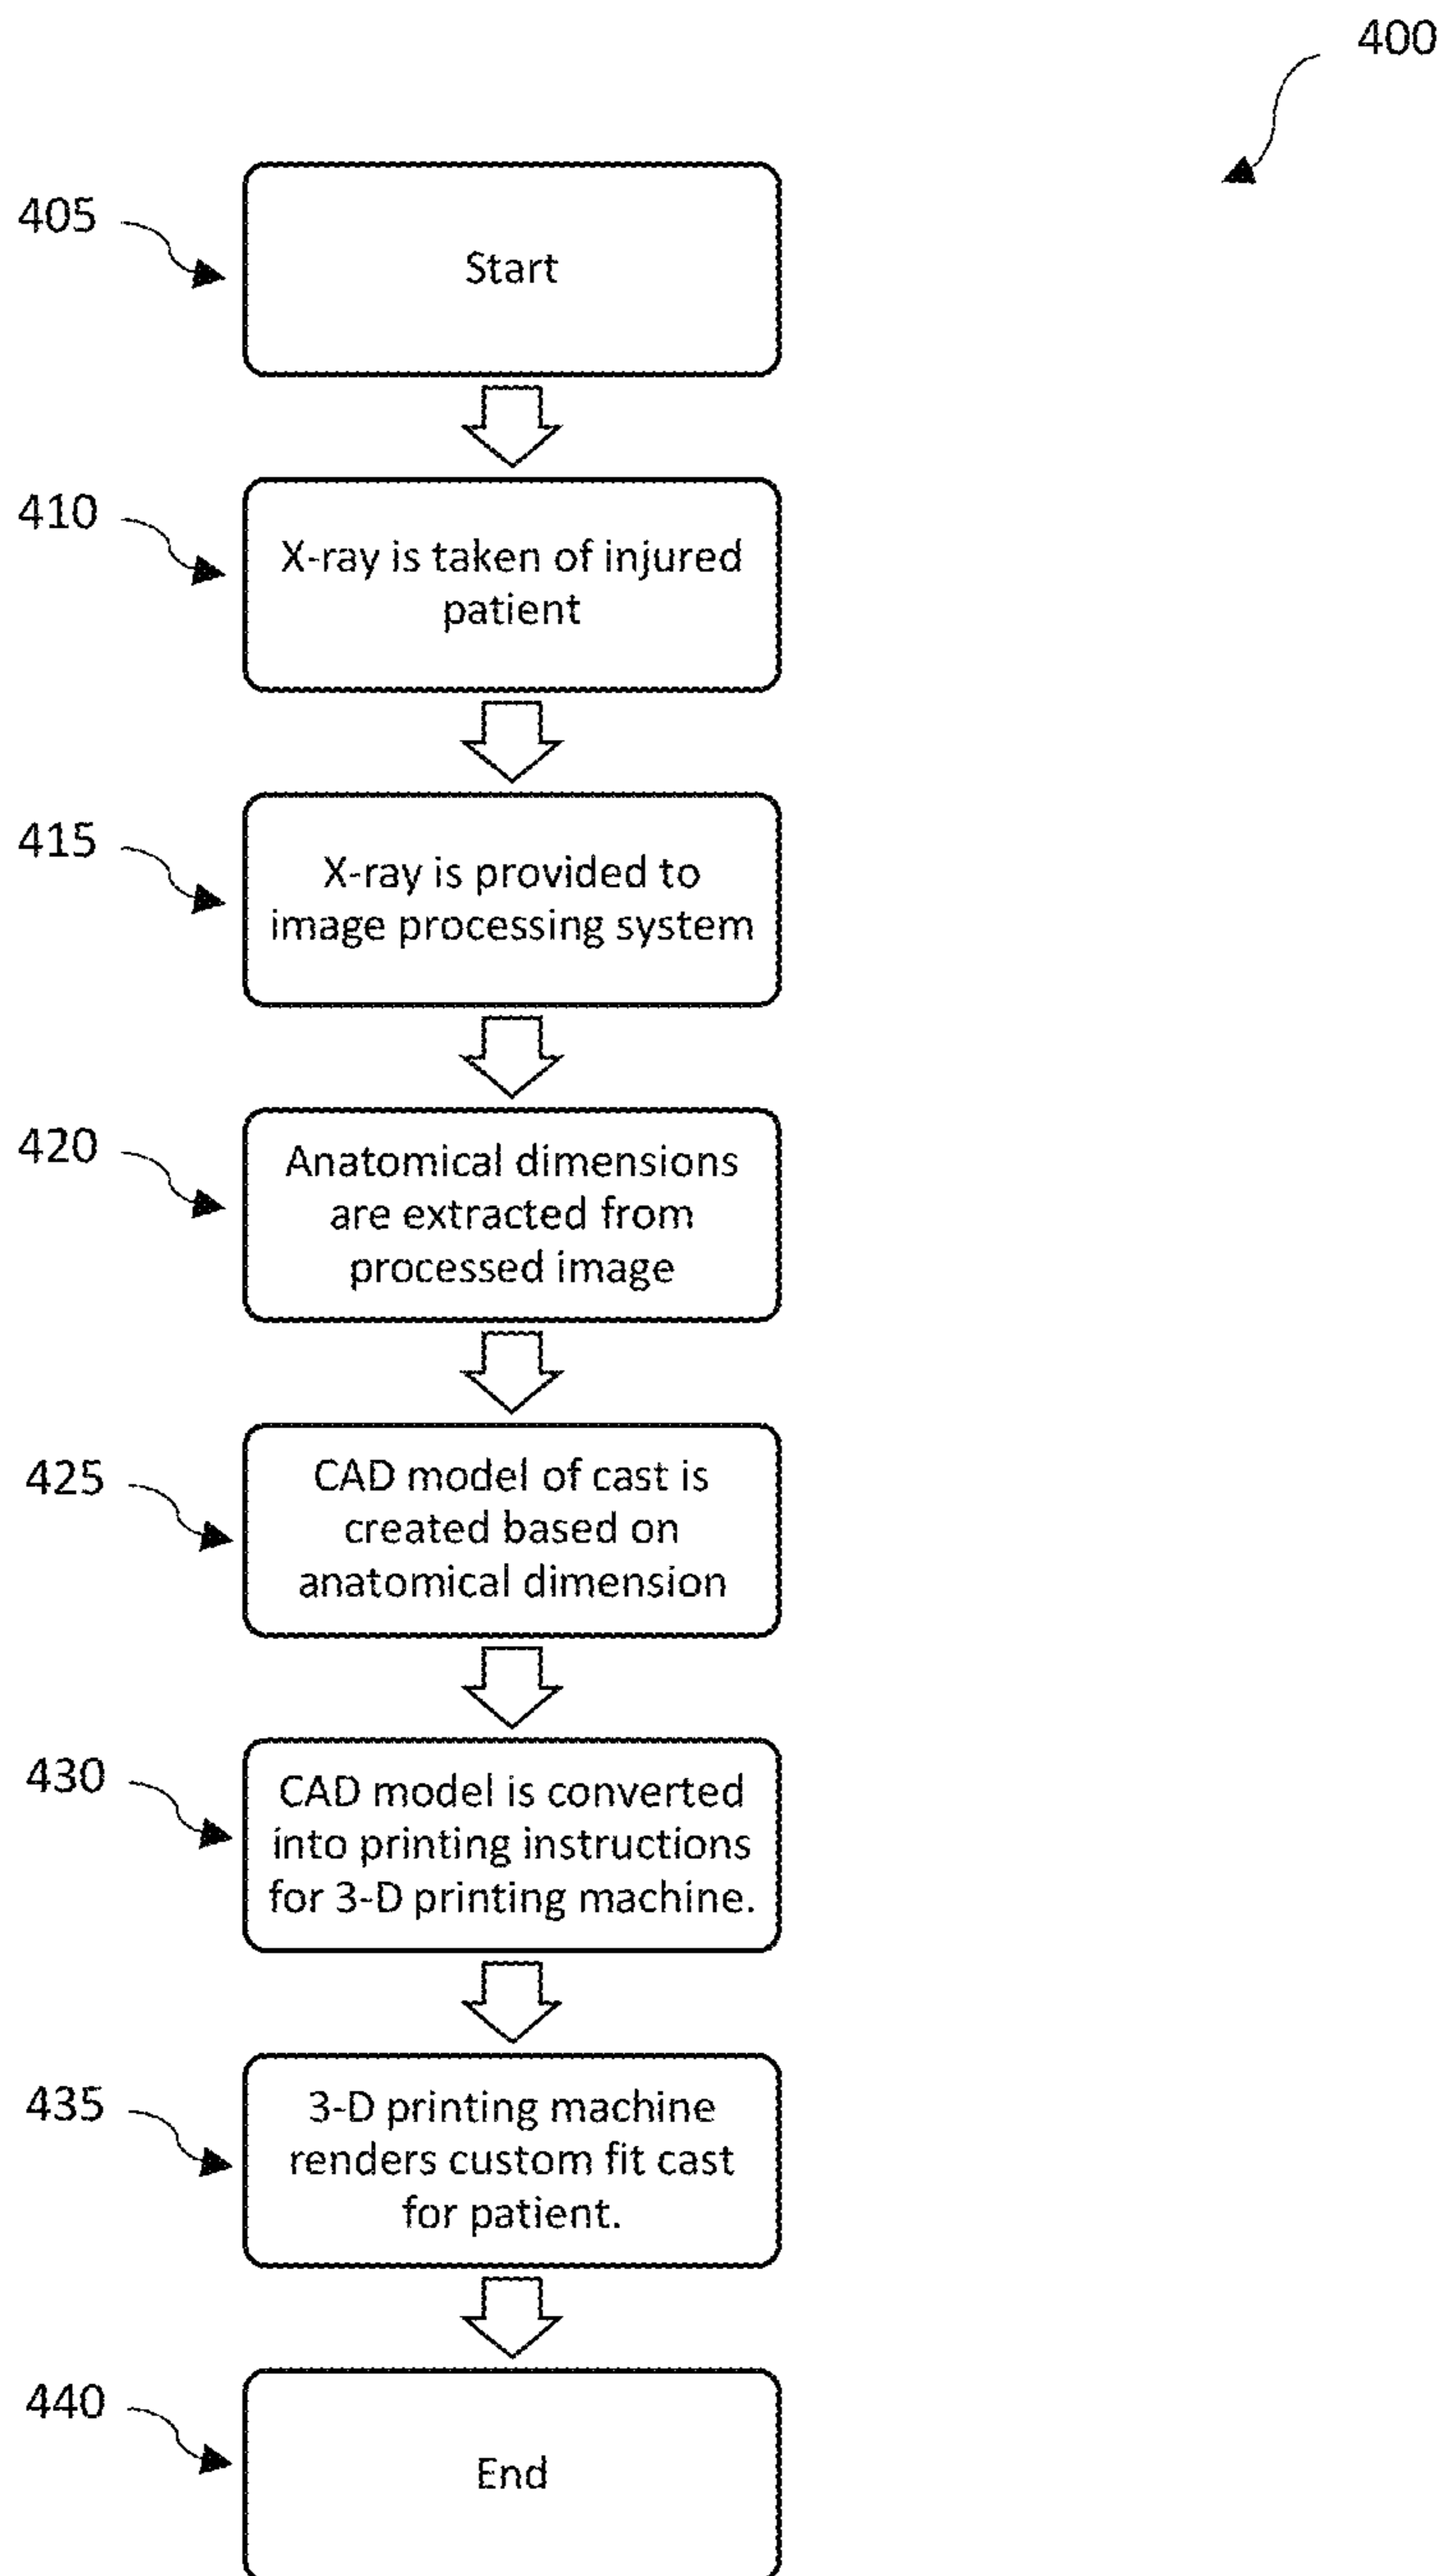 400
405
Start
410
X-ray is taken of injured
patient
415
X-ray is provided to
image processing system
420
Anatomical dimensions
are extracted from
processed image
425
CAD model of cast is
created based on
anatomical dimension
430
CAD model is converted
into printing instructions
for 3-D printing machine.
435
3-D printing machine
renders custom fit cast
for patient.
440
End